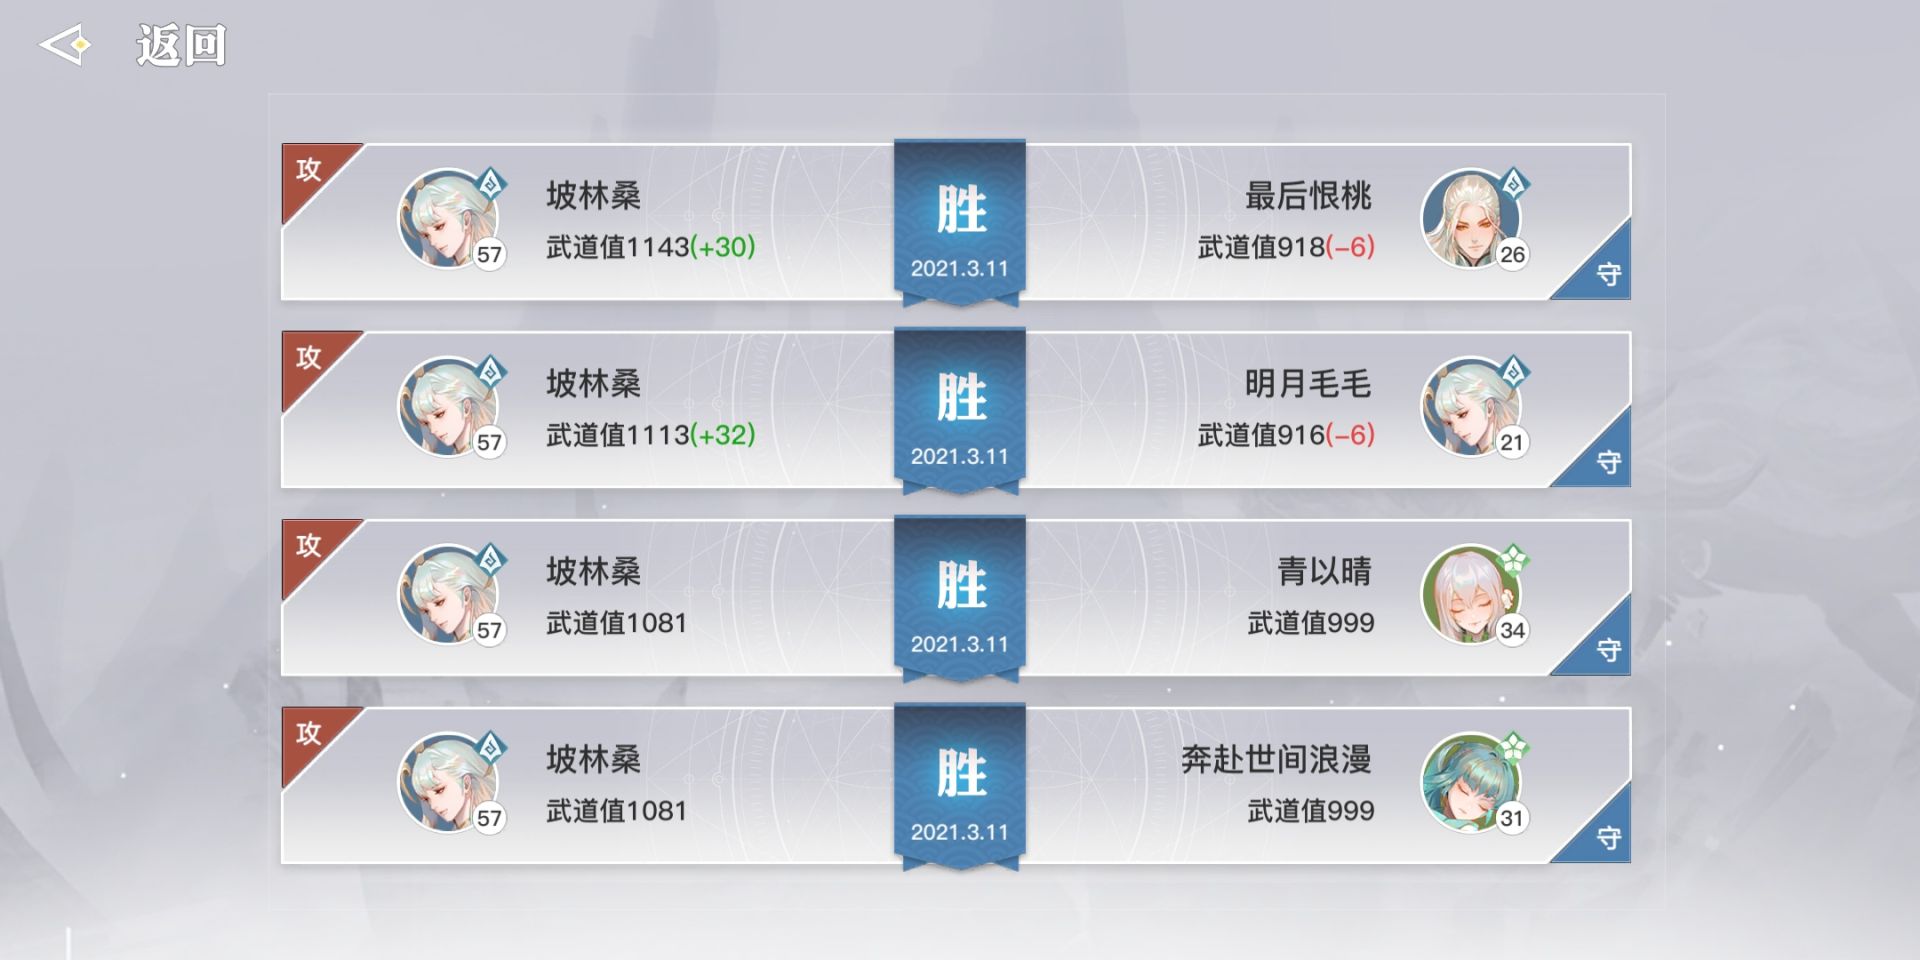 返回
攻
坡林桑
武道值1143(+30)
57
胜
2021.3.11
最后恨桃
武道值918(-6)
26
守
攻
坡林桑
武道值1113(+32)
57
胜
2021.3.11
明月毛毛
武道值916(-6)
21
守
攻
坡林桑
武道值1081
57
胜
2021.3.11
青以晴
武道值999
34
守
攻
坡林桑
武道值1081
57
胜
2021.3.11
奔赴世间浪漫
武道值999
31
守